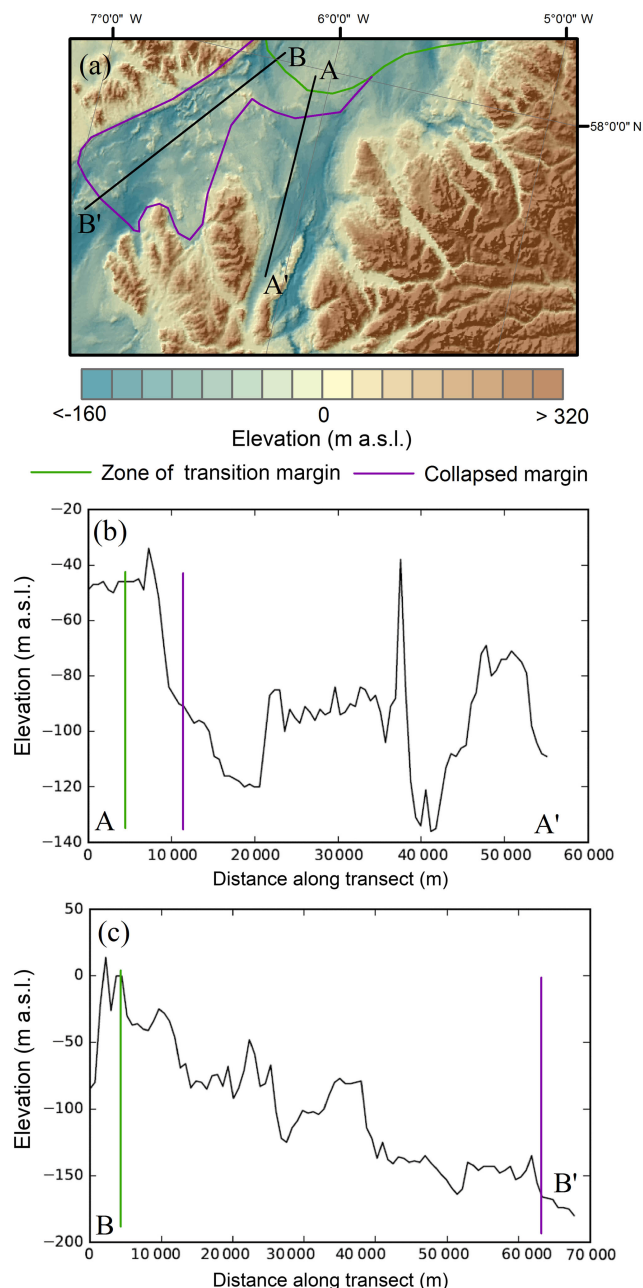 7°0'0" W 6°0'0" W 5°0'0" W
(a)
B
A
58°0'0" N
B'
A'
<-160 0 > 320
Elevation (m a.s.l.)
Zone of transition margin Collapsed margin
(b)
−20
−40
−60
−80
−100
−120
−140
Elevation (m a.s.l.)
A A'
0 10 000 20 000 30 000 40 000 50 000 60 000
Distance along transect (m)
(c)
50
0
−50
−100
−150
−200
Elevation (m a.s.l.)
B B'
0 10 000 20 000 30 000 40 000 50 000 60 000 70 000
Distance along transect (m)